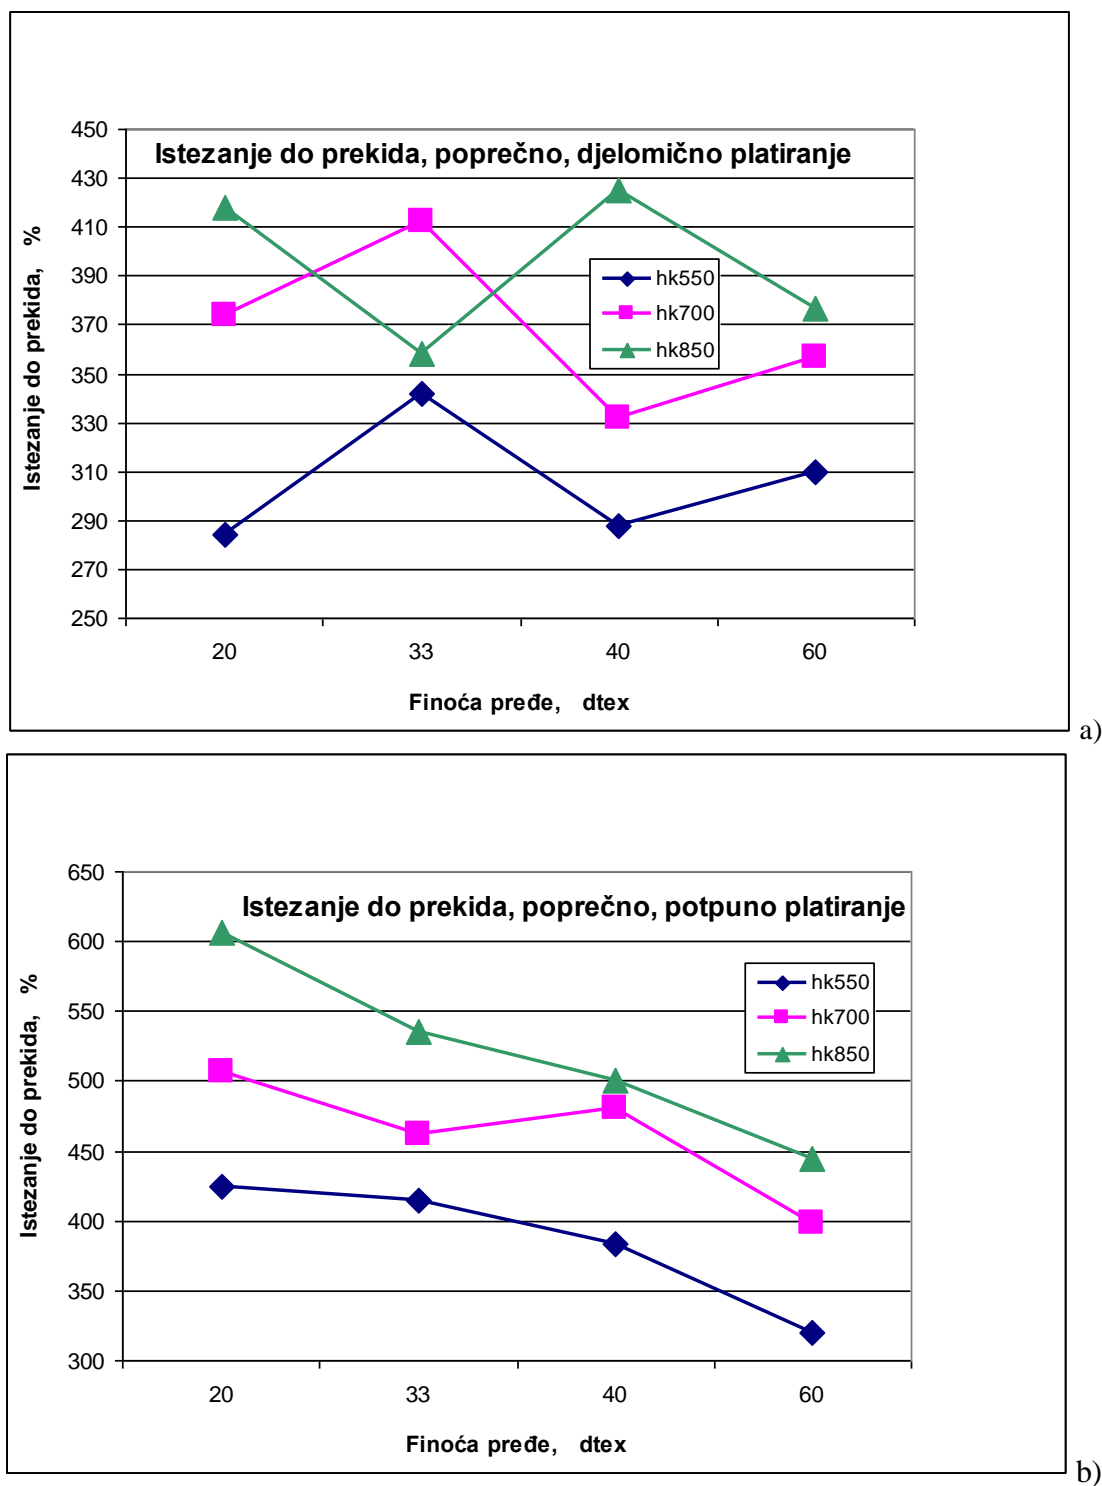 Istezanje do prekida, poprečno, djelomično platiranje
450
430
410
390
370
350
330
310
290
270
250
Istezanje do prekida, %
hk550
hk700
hk850
20 33 40 60
Finoća pređe, dtex
a)
Istezanje do prekida, poprečno, potpuno platiranje
650
600
550
500
450
400
350
300
Istezanje do prekida, %
hk550
hk700
hk850
20 33 40 60
Finoća pređe, dtex
b)